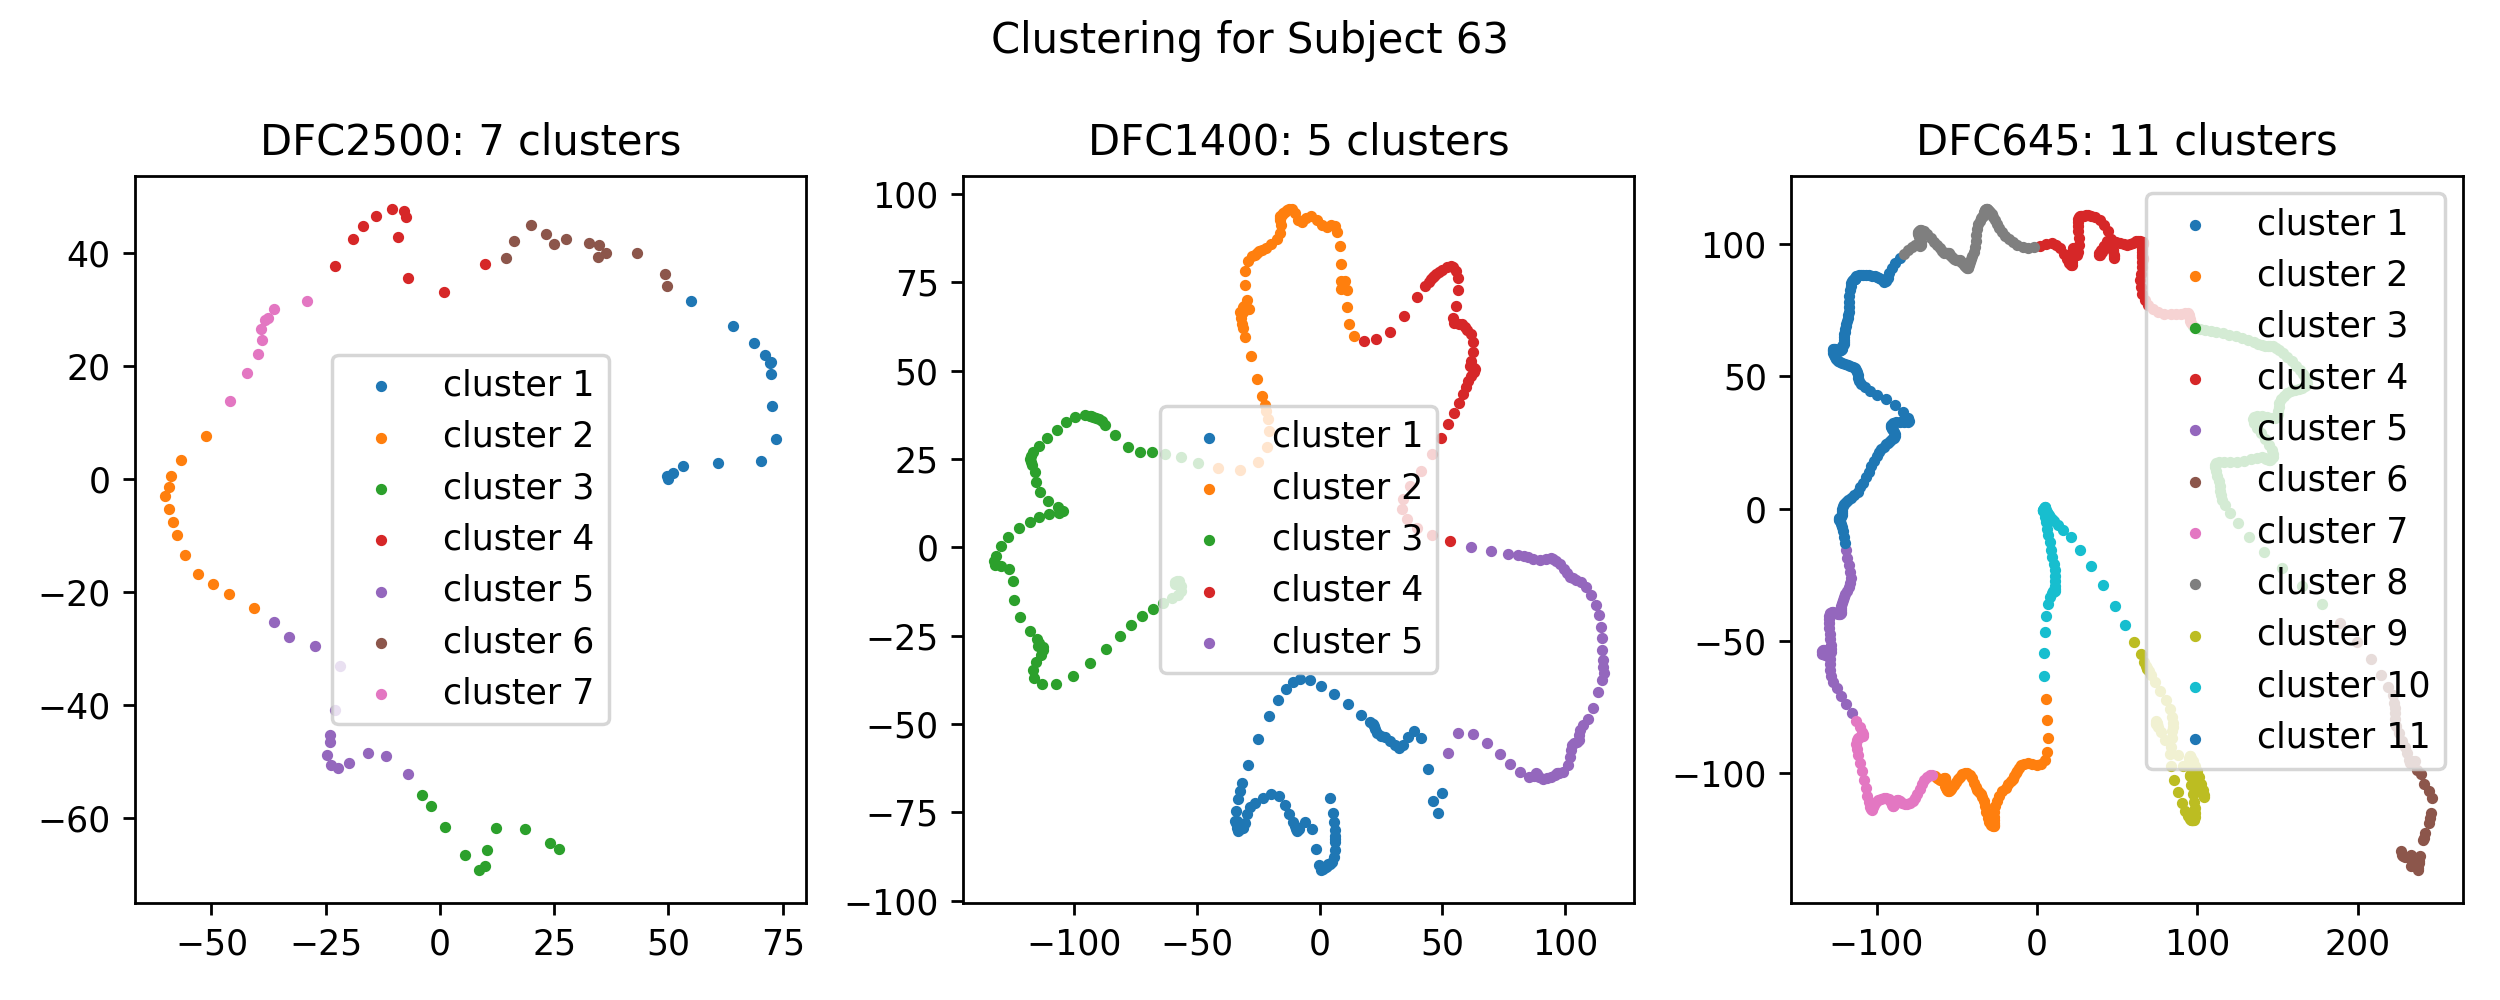 Clustering for Subject 63
DFC2500: 7 clusters
40
20
0
−20
−40
−60
−50
−25
0
25
50
75
cluster 1
cluster 2
cluster 3
cluster 4
cluster 5
cluster 6
cluster 7
DFC1400: 5 clusters
100
75
50
25
0
−25
−50
−75
−100
−100
−50
0
50
100
cluster 1
cluster 2
cluster 3
cluster 4
cluster 5
DFC645: 11 clusters
100
50
0
−50
−100
−100
0
100
200
cluster 1
cluster 2
cluster 3
cluster 4
cluster 5
cluster 6
cluster 7
cluster 8
cluster 9
cluster 10
cluster 11